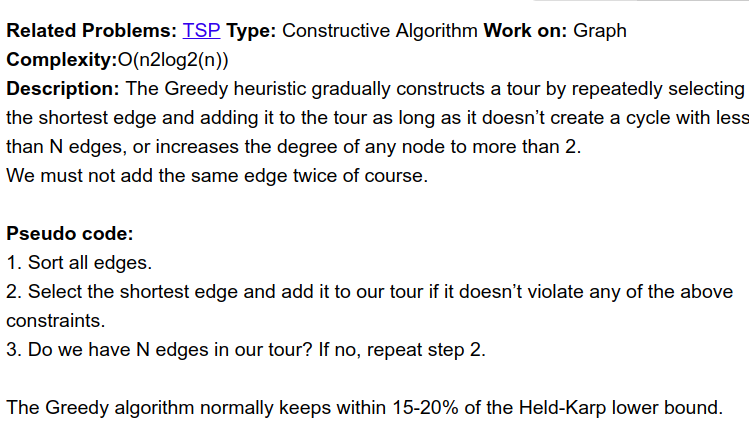 Related Problems: TSP Type: Constructive Algorithm Work on: Graph
Complexity:O(n2log2(n))
Description: The Greedy heuristic gradually constructs a tour by repeatedly selecting
the shortest edge and adding it to the tour as long as it doesn’t create a cycle with less
than N edges, or increases the degree of any node to more than 2.
We must not add the same edge twice of course.
Pseudo code:
1. Sort all edges.
2. Select the shortest edge and add it to our tour if it doesn’t violate any of the above
constraints.
3. Do we have N edges in our tour? If no, repeat step 2.
The Greedy algorithm normally keeps within 15-20% of the Held-Karp lower bound.